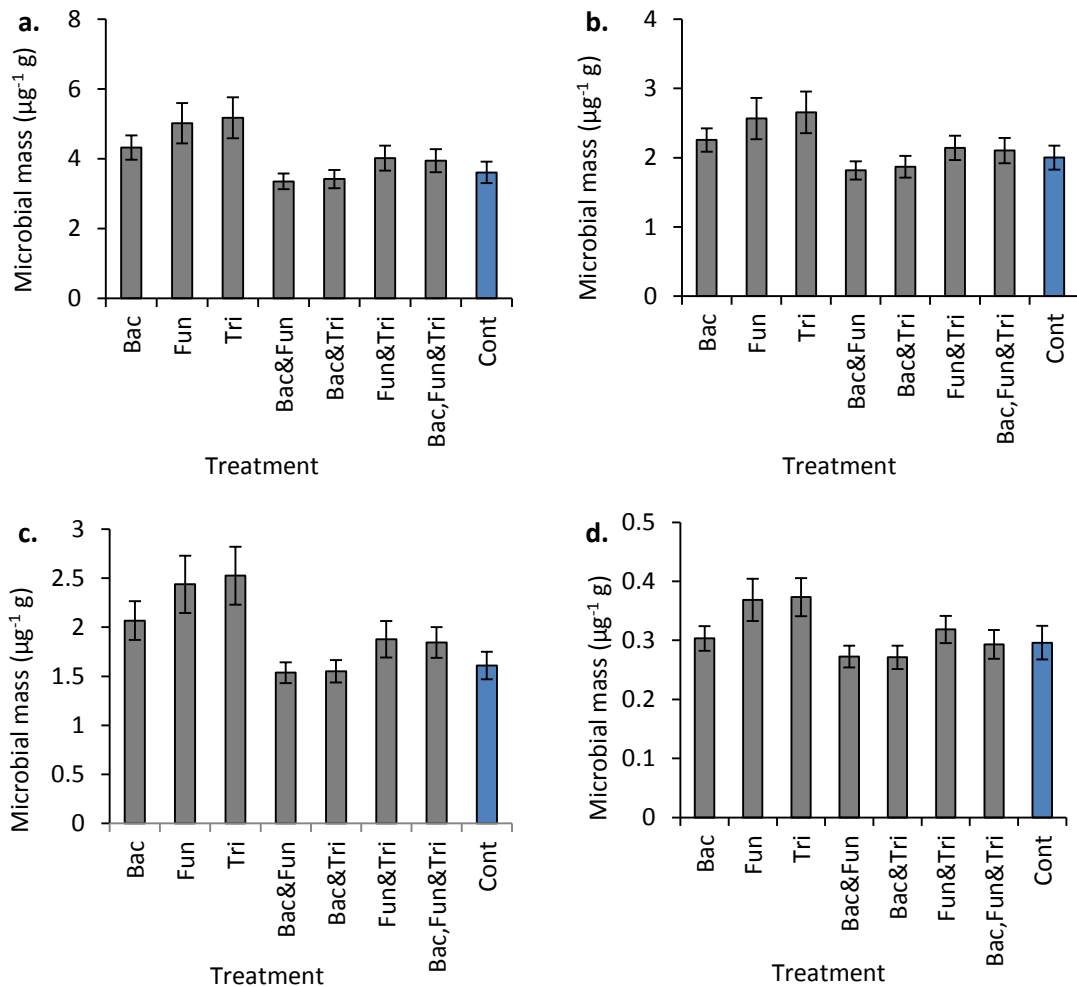 a.
Microbial mass (µg⁻¹ g)
8
6
4
2
0
Bac
Fun
Tri
Bac&Fun
Bac&Tri
Fun&Tri
Bac,Fun&Tri
Cont
Treatment
b.
Microbial mass (µg⁻¹ g)
4
3
2
1
0
Bac
Fun
Tri
Bac&Fun
Bac&Tri
Fun&Tri
Bac,Fun&Tri
Cont
Treatment
c.
Microbial mass (µg⁻¹ g)
3
2.5
2
1.5
1
0.5
0
Bac
Fun
Tri
Bac&Fun
Bac&Tri
Fun&Tri
Bac,Fun&Tri
Cont
Treatment
d.
Microbial mass (µg⁻¹ g)
0.5
0.4
0.3
0.2
0.1
0
Bac
Fun
Tri
Bac&Fun
Bac&Tri
Fun&Tri
Bac,Fun&Tri
Cont
Treatment